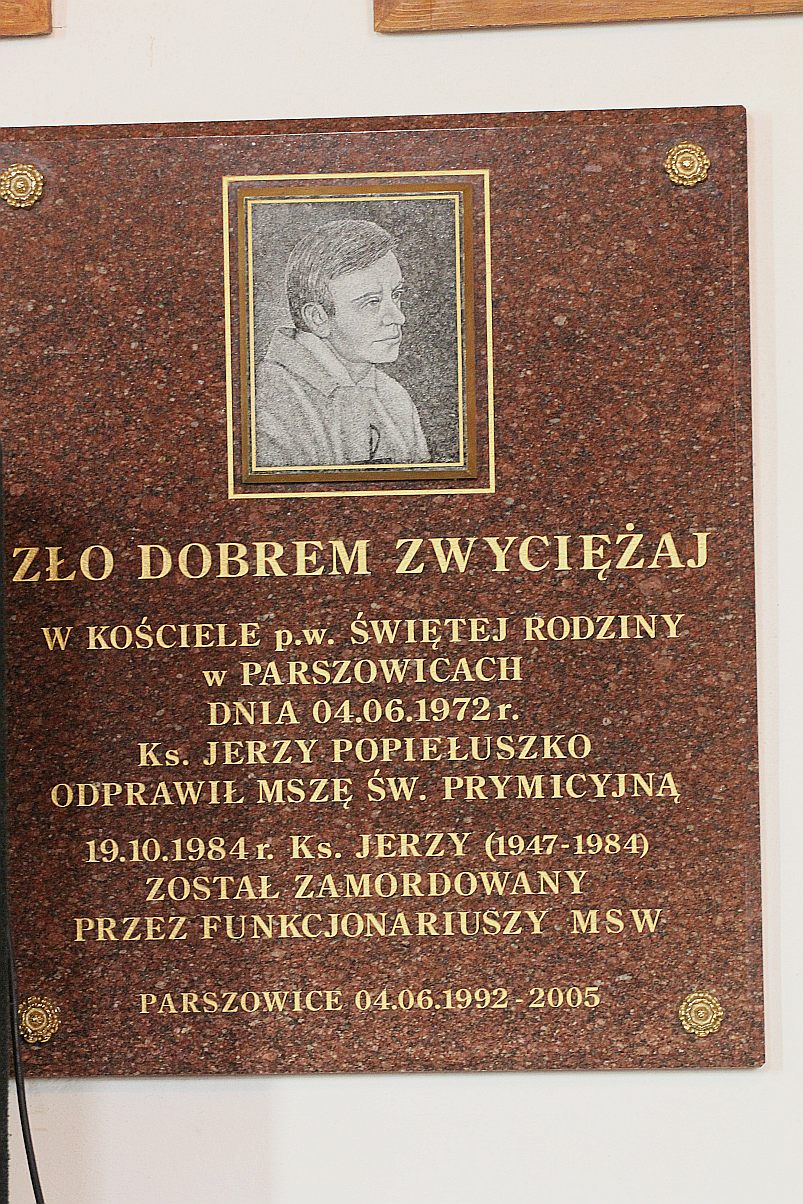 ZŁO DOBREM ZWYCIĘŻAJ
W KOŚCIELE p.w. ŚWIĘTEJ RODZINY
w PARSZOWICACH
DNIA 04.06.1972 r.
Ks. JERZY POPIEŁUSZKO
ODPRAWIŁ MSZĘ ŚW. PRYMICYJNĄ
19.10.1984 r. Ks. JERZY (1947-1984)
ZOSTAŁ ZAMORDOWANY
PRZEZ FUNKCJONARIUSZY MSW
PARSZOWICE 04.06.1992 - 2005